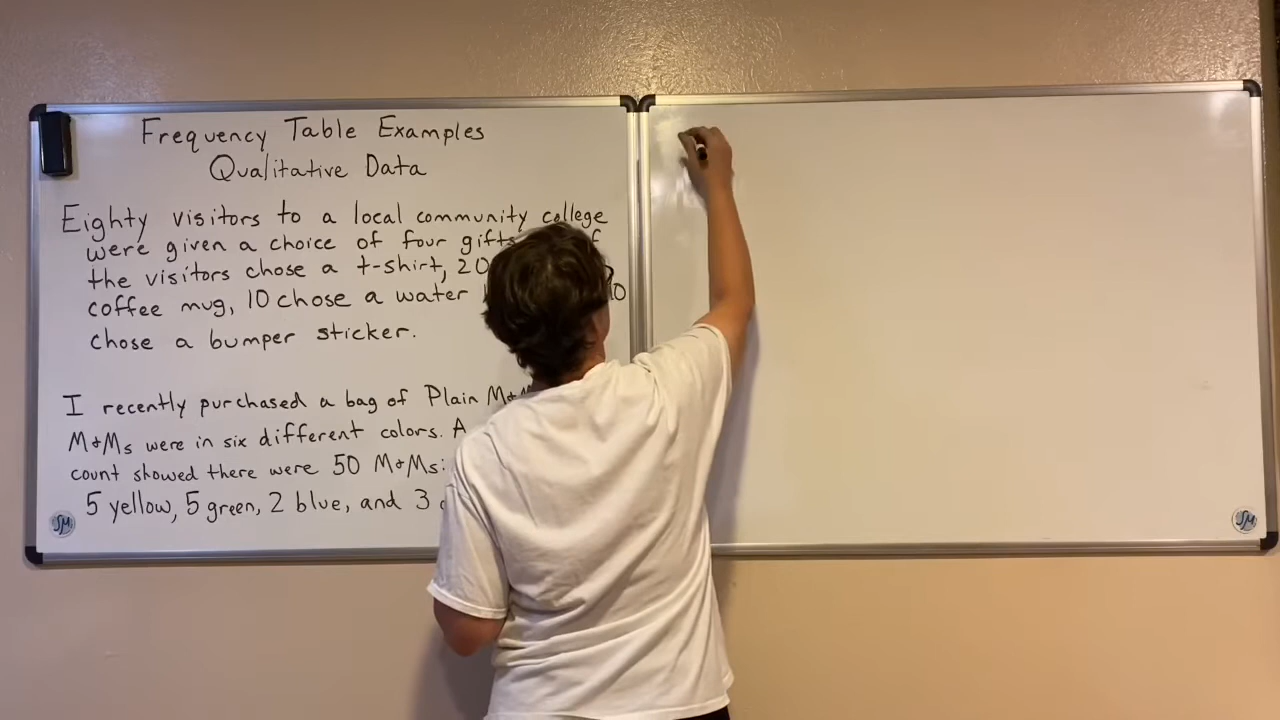 Frequency Table Examples
Qualitative Data
Eighty visitors to a local community college
were given a choice of four gifts
the visitors chose a t-shirt, 20
coffee mug, 10 chose a water
chose a bumper sticker.
I recently purchased a bag of Plain
M+Ms were in six different colors.
count showed there were 50 M+Ms:
5 yellow, 5 green, 2 blue, and 3
SM
SM